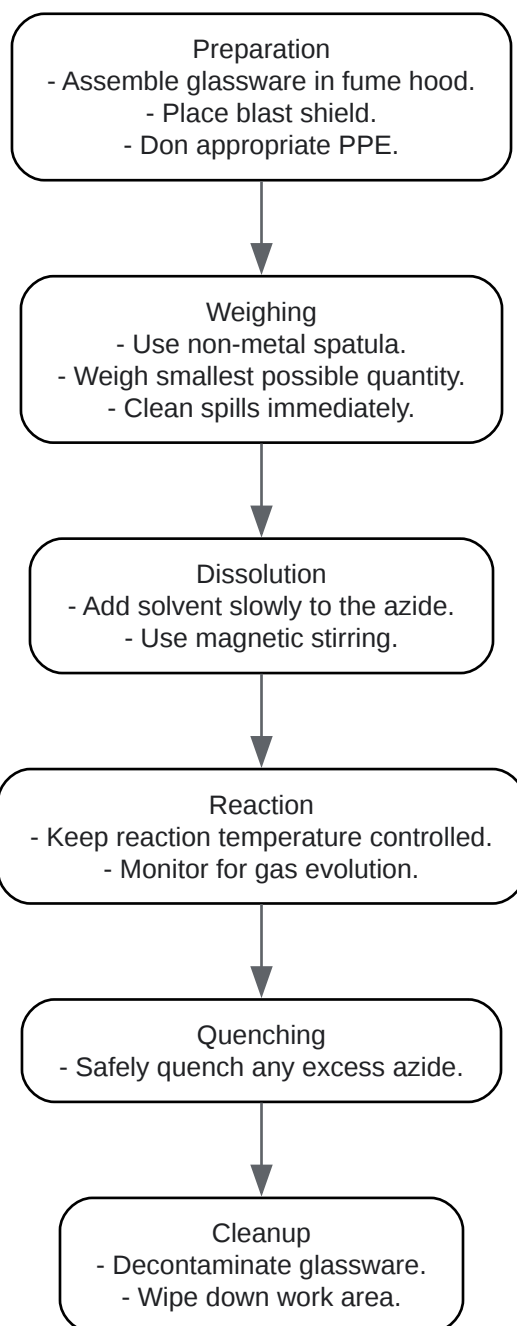 Preparation
- Assemble glassware in fume hood.
- Place blast shield.
- Don appropriate PPE.
Weighing
- Use non-metal spatula.
- Weigh smallest possible quantity.
- Clean spills immediately.
Dissolution
- Add solvent slowly to the azide.
- Use magnetic stirring.
Reaction
- Keep reaction temperature controlled.
- Monitor for gas evolution.
Quenching
- Safely quench any excess azide.
Cleanup
- Decontaminate glassware.
- Wipe down work area.